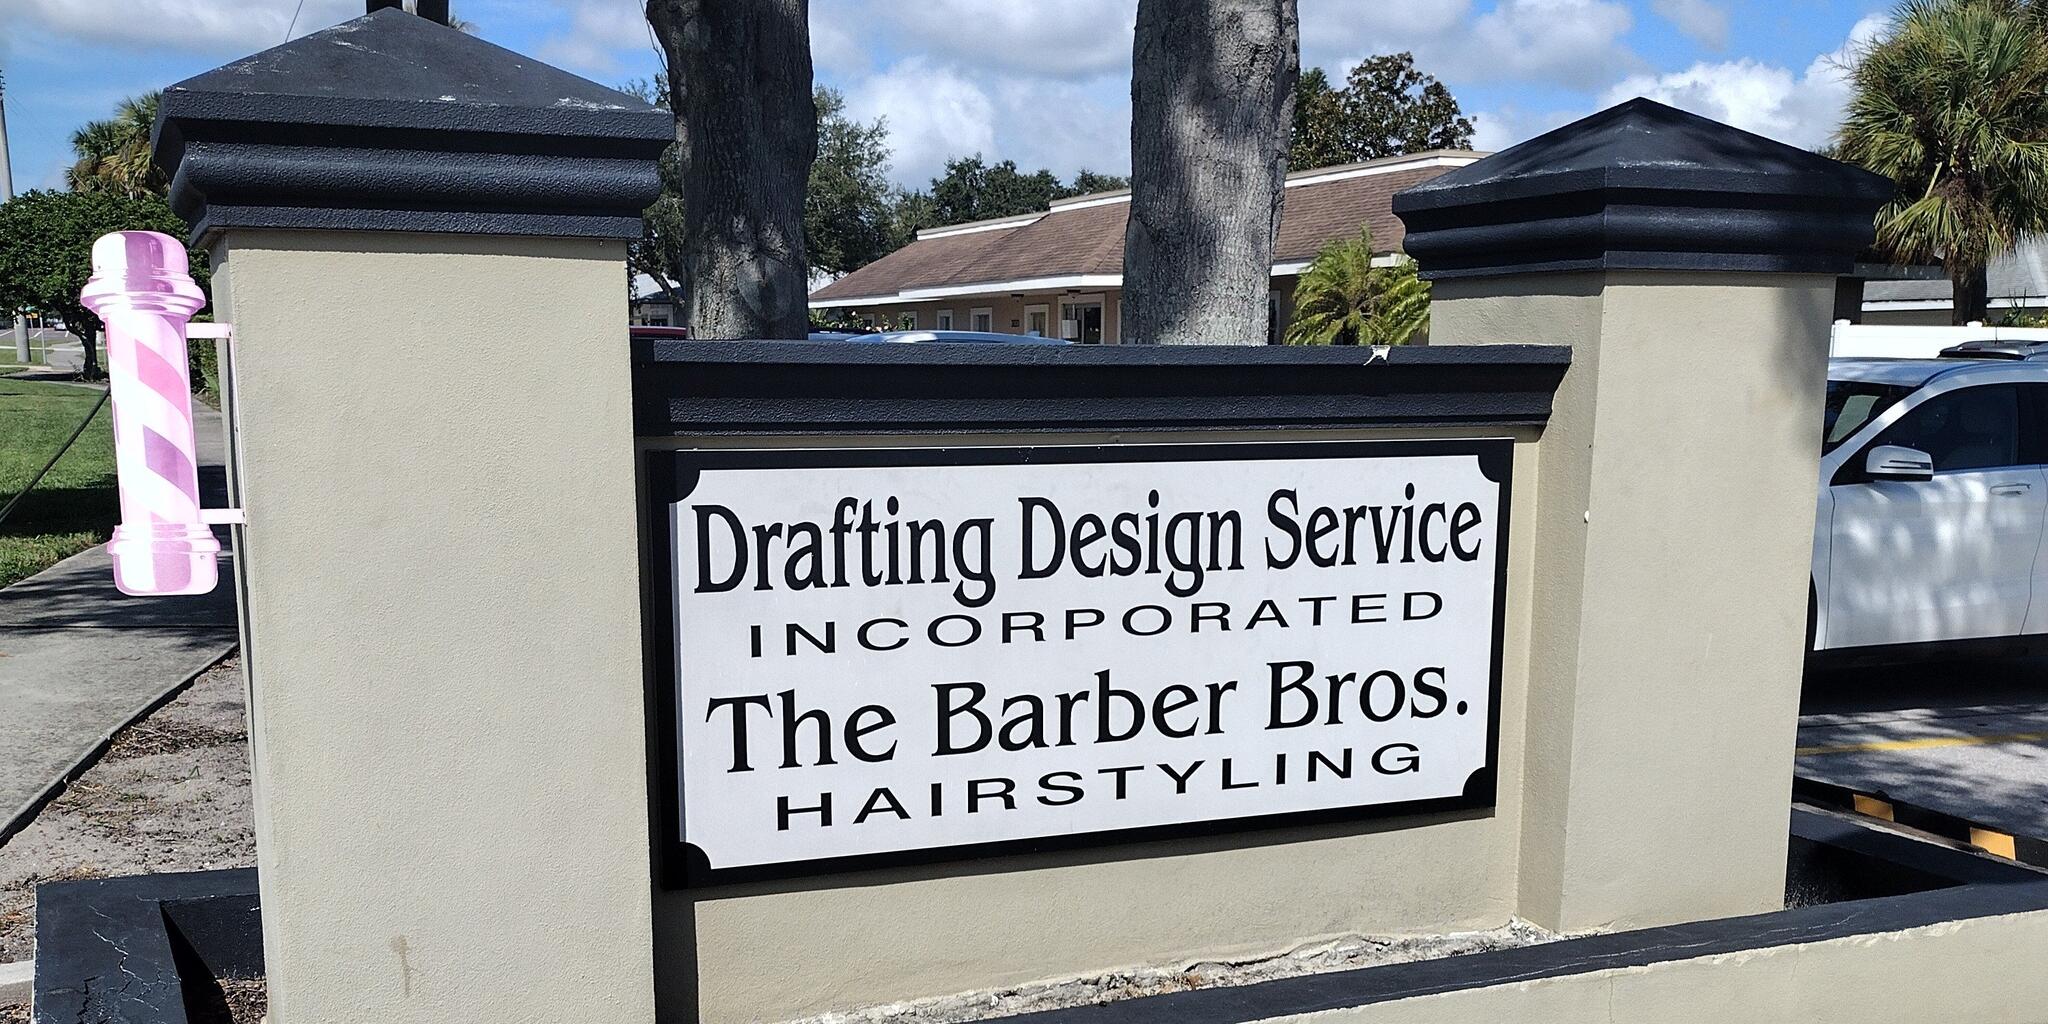 Drafting Design Service
INCORPORATED
The Barber Bros.
HAIRSTYLING